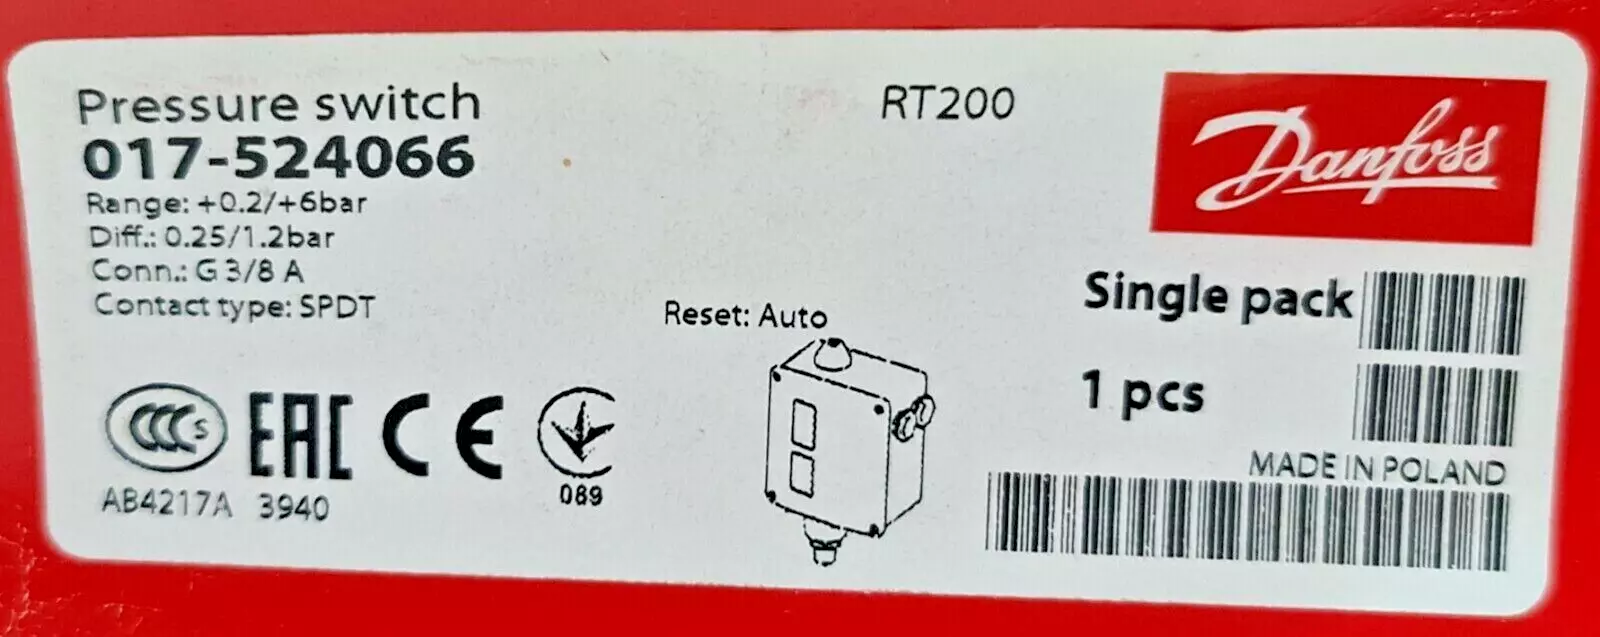 Pressure switch
RT200
Danfoss
017-524066
Range: +0.2/+6bar
Diff.: 0.25/1.2bar
Conn.: G 3/8 A
Contact type: SPDT
Reset: Auto
Single pack
1 pcs
CCC S EAC CE
089
AB4217A 3940
MADE IN POLAND